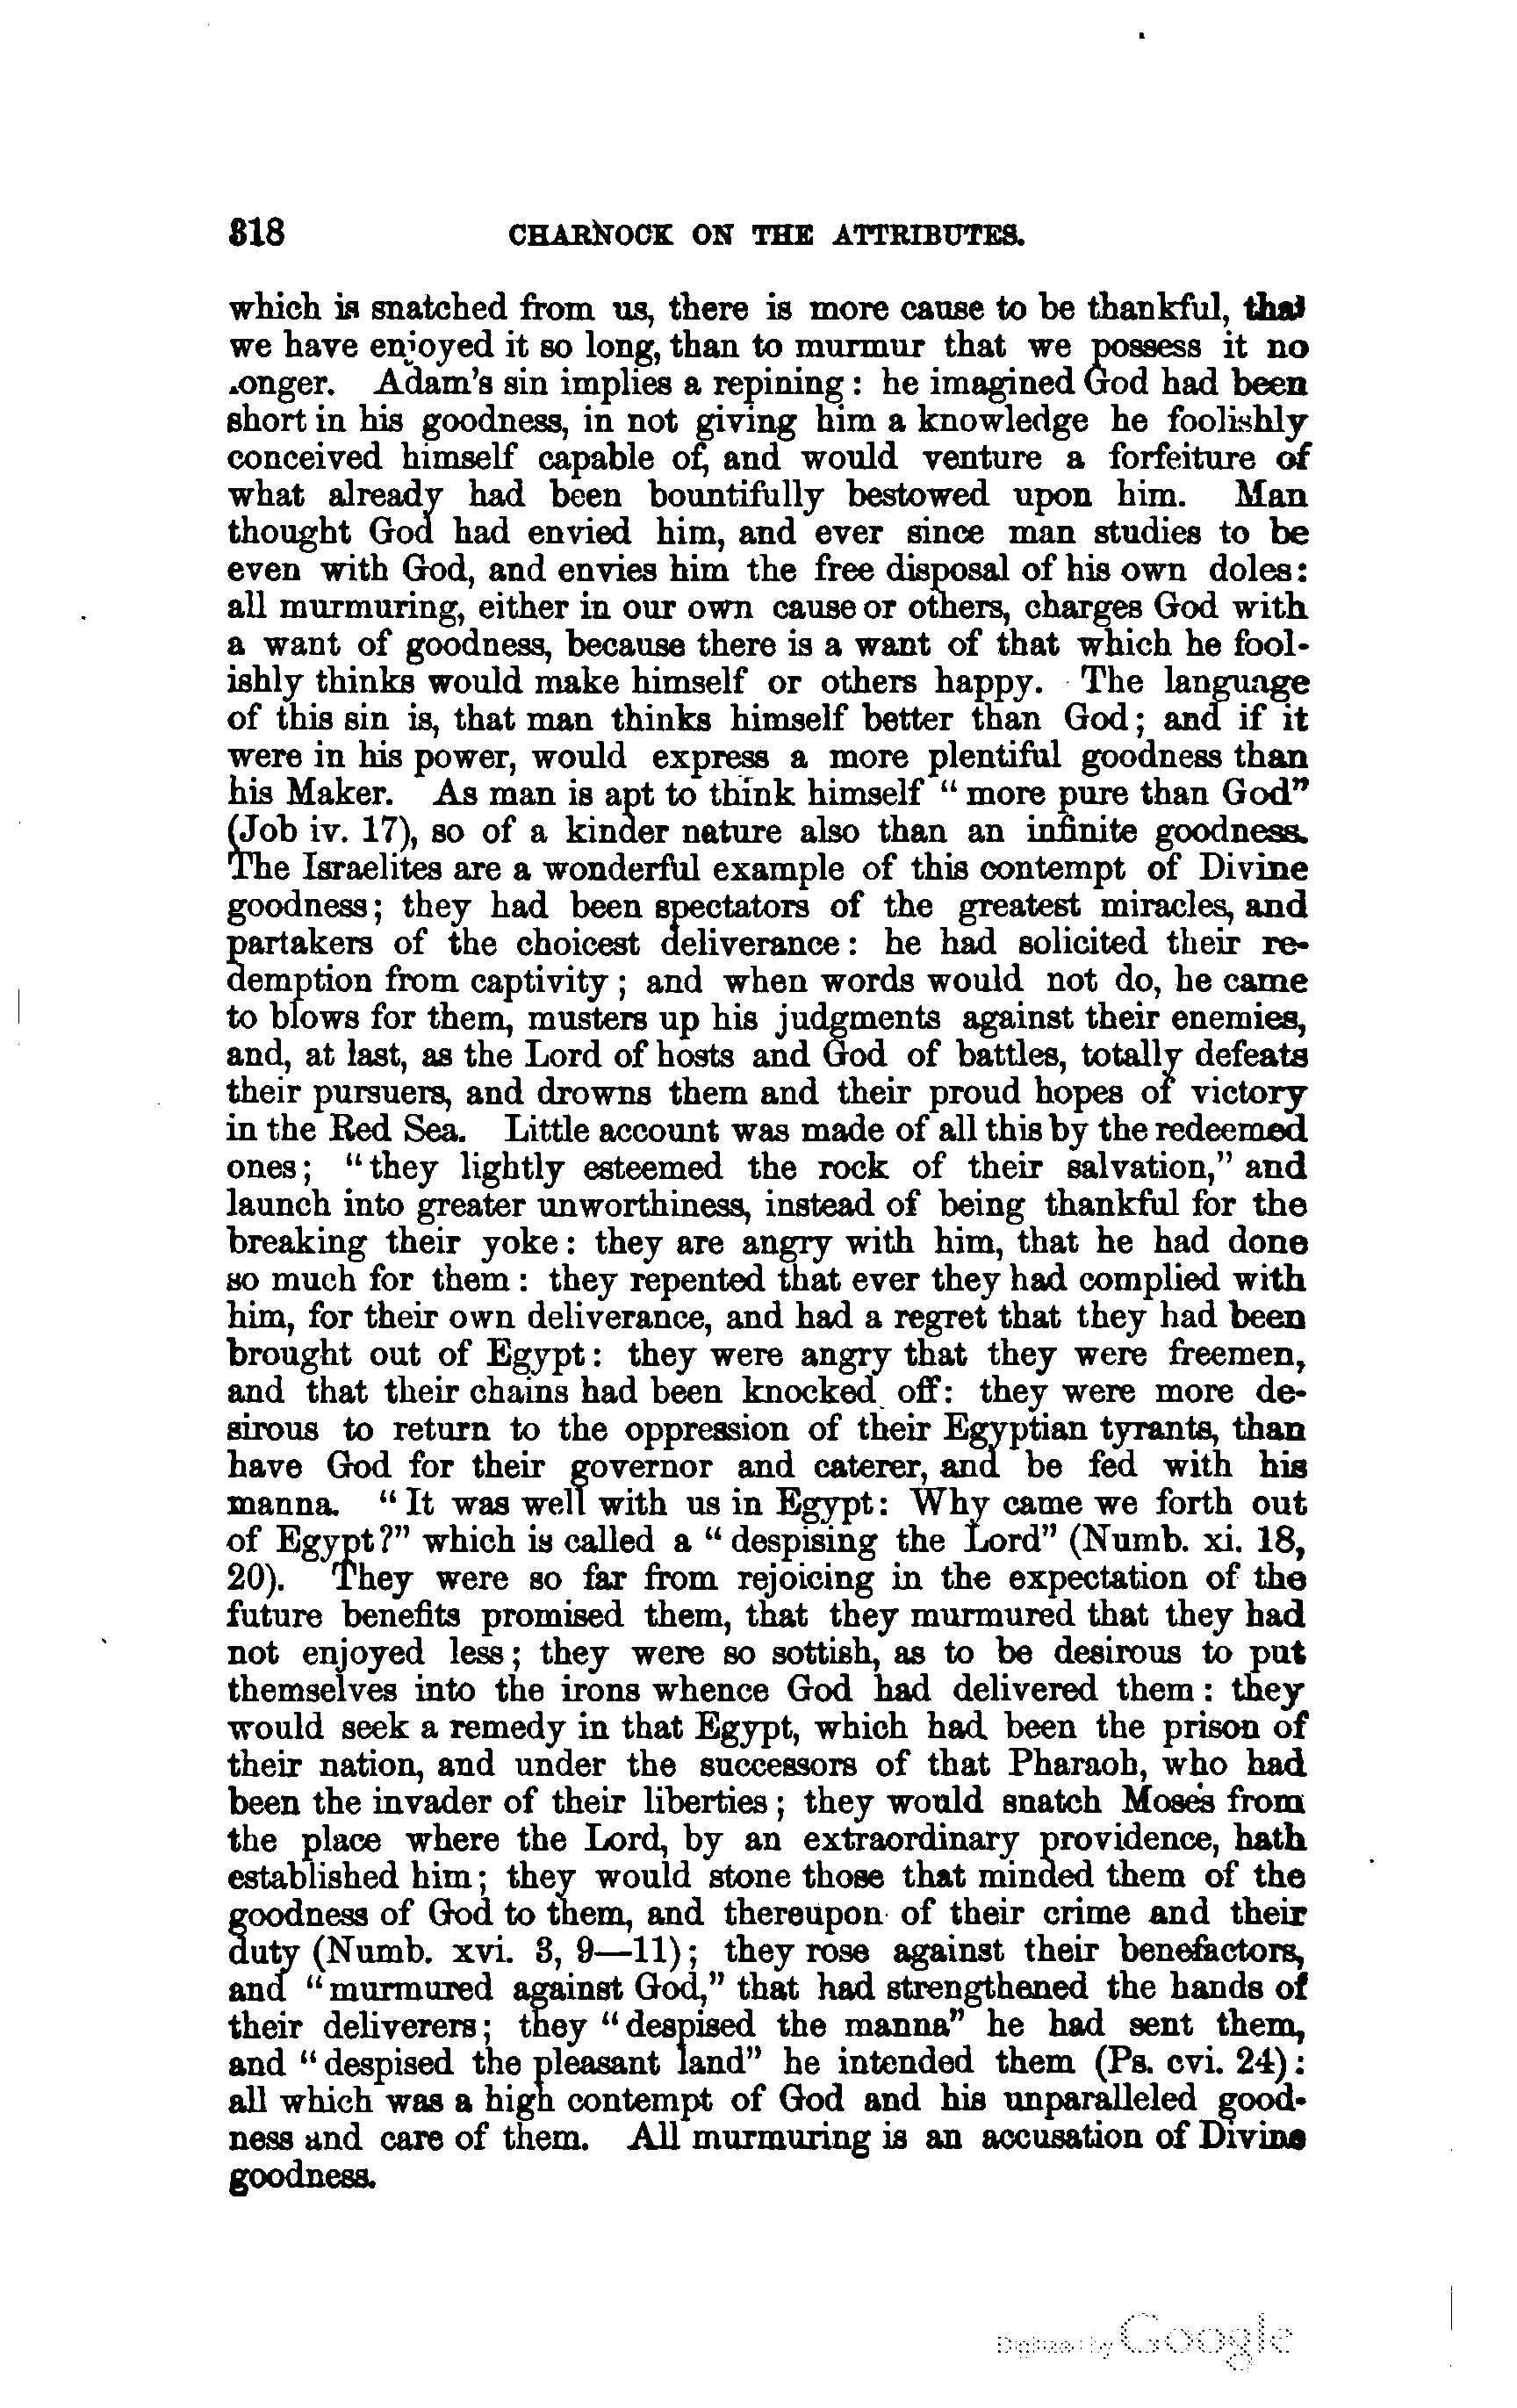 318 CHARNOCK ON THE ATTRIBUTES.
which is snatched from us, there is more cause to be thankful, that
we have enjoyed it so long, than to murmur that we possess it no
longer. Adam's sin implies a repining: he imagined God had been
short in his goodness, in not giving him a knowledge he foolishly
conceived himself capable of, and would venture a forfeiture of
what already had been bountifully bestowed upon him. Man
thought God had envied him, and ever since man studies to be
even with God, and envies him the free disposal of his own doles:
all murmuring, either in our own cause or others, charges God with
a want of goodness, because there is a want of that which he fool-
ishly thinks would make himself or others happy. The language
of this sin is, that man thinks himself better than God; and if it
were in his power, would express a more plentiful goodness than
his Maker. As man is apt to think himself "more pure than God"
(Job iv. 17), so of a kinder nature also than an infinite goodness.
The Israelites are a wonderful example of this contempt of Divine
goodness; they had been spectators of the greatest miracles, and
partakers of the choicest deliverance: he had solicited their re-
demption from captivity; and when words would not do, he came
to blows for them, musters up his judgments against their enemies,
and, at last, as the Lord of hosts and God of battles, totally defeats
their pursuers, and drowns them and their proud hopes of victory
in the Red Sea. Little account was made of all this by the redeemed
ones; "they lightly esteemed the rock of their salvation," and
launch into greater unworthiness, instead of being thankful for the
breaking their yoke: they are angry with him, that he had done
so much for them: they repented that ever they had complied with
him, for their own deliverance, and had a regret that they had been
brought out of Egypt: they were angry that they were freemen,
and that their chains had been knocked off: they were more de-
sirous to return to the oppression of their Egyptian tyrants, than
have God for their governor and caterer, and be fed with his
manna. "It was well with us in Egypt: Why came we forth out
of Egypt?" which is called a "despising the Lord" (Numb. xi. 18,
20). They were so far from rejoicing in the expectation of the
future benefits promised them, that they murmured that they had
not enjoyed less; they were so sottish, as to be desirous to put
themselves into the irons whence God had delivered them: they
would seek a remedy in that Egypt, which had been the prison of
their nation, and under the successors of that Pharaoh, who had
been the invader of their liberties; they would snatch Moses from
the place where the Lord, by an extraordinary providence, hath
established him; they would stone those that minded them of the
goodness of God to them, and thereupon of their crime and their
duty (Numb. xvi. 3, 9—11); they rose against their benefactors,
and "murmured against God," that had strengthened the hands of
their deliverers; they "despised the manna" he had sent them,
and "despised the pleasant land" he intended them (Ps. cvi. 24):
all which was a high contempt of God and his unparalleled good-
ness and care of them. All murmuring is an accusation of Divine
goodness.
Digitized by Google